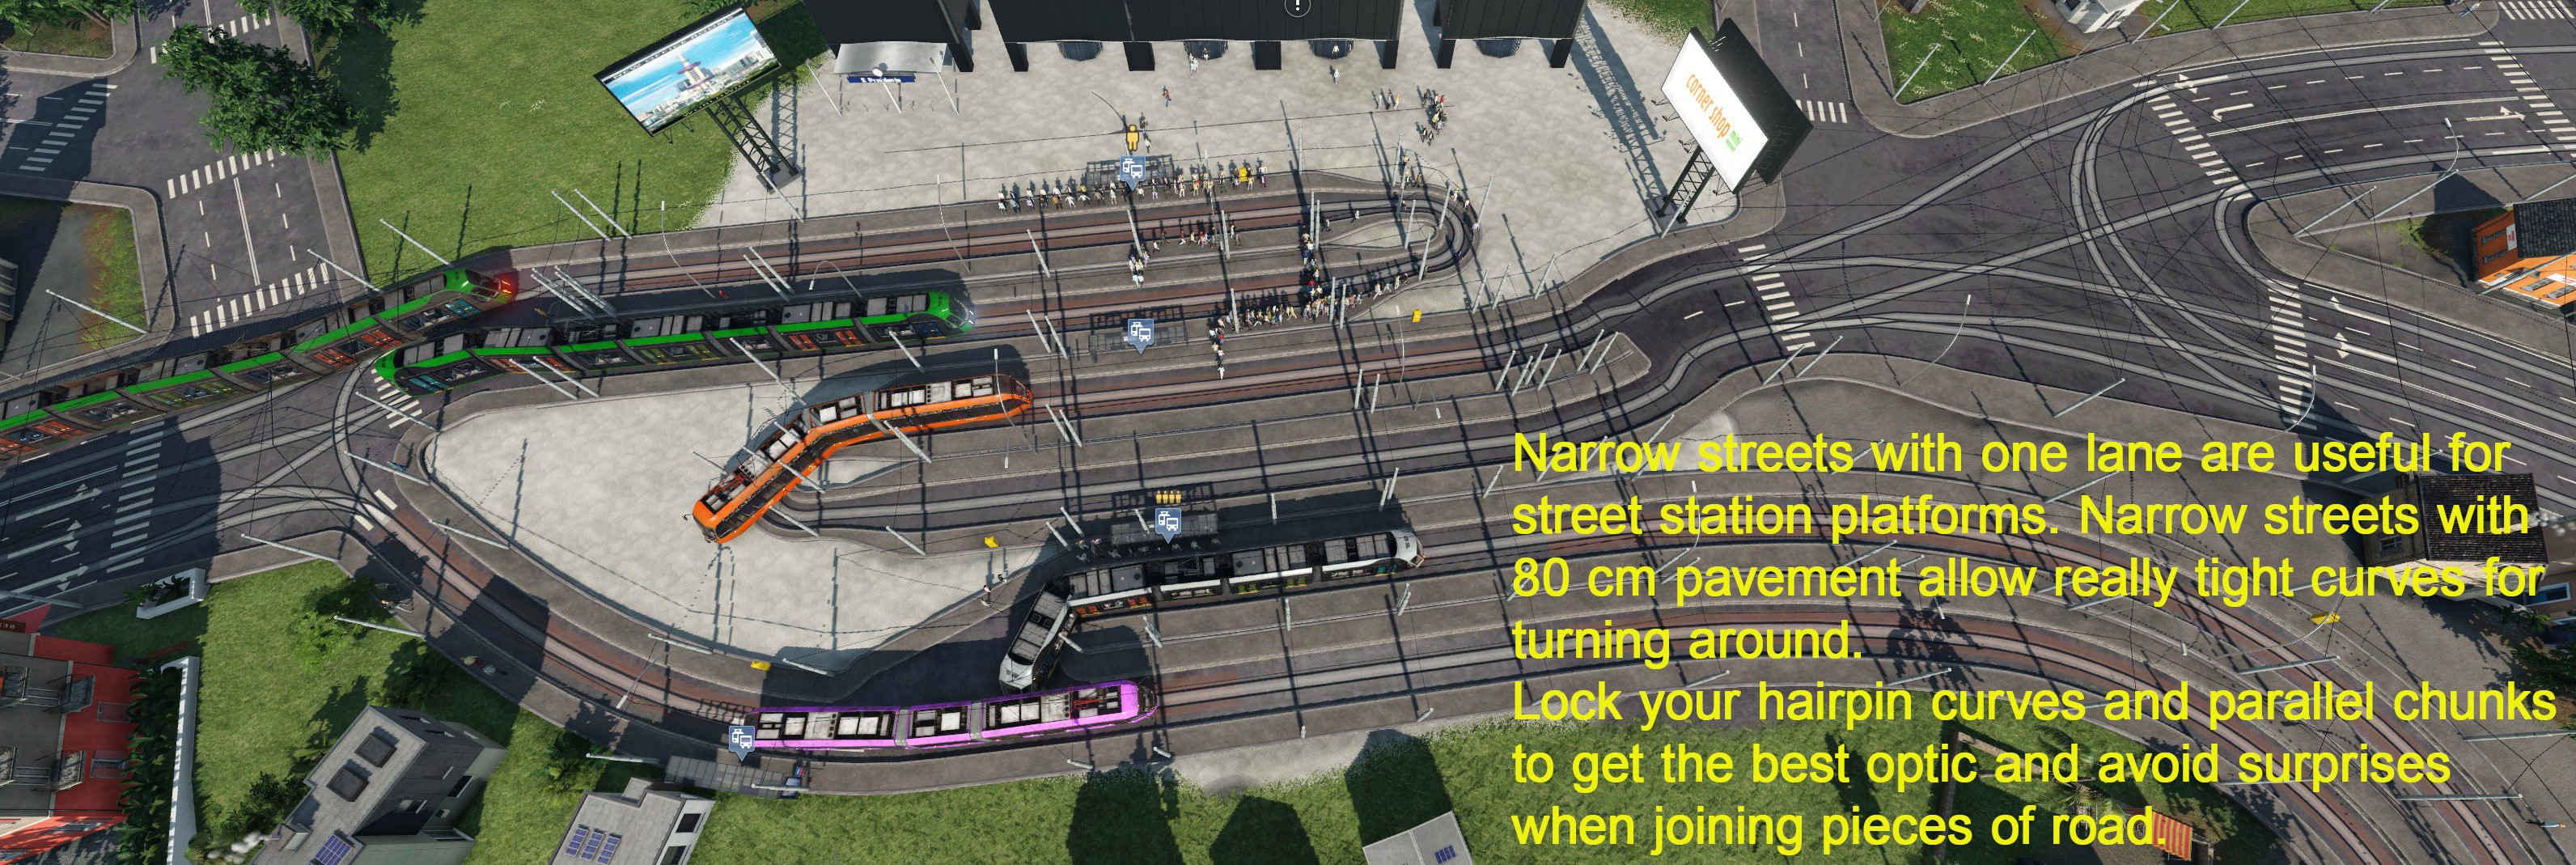 corner shop
Narrow streets with one lane are useful for
street station platforms. Narrow streets with
80 cm pavement allow really tight curves for
turning around.
Lock your hairpin curves and parallel chunks
to get the best optic and avoid surprises
when joining pieces of road.